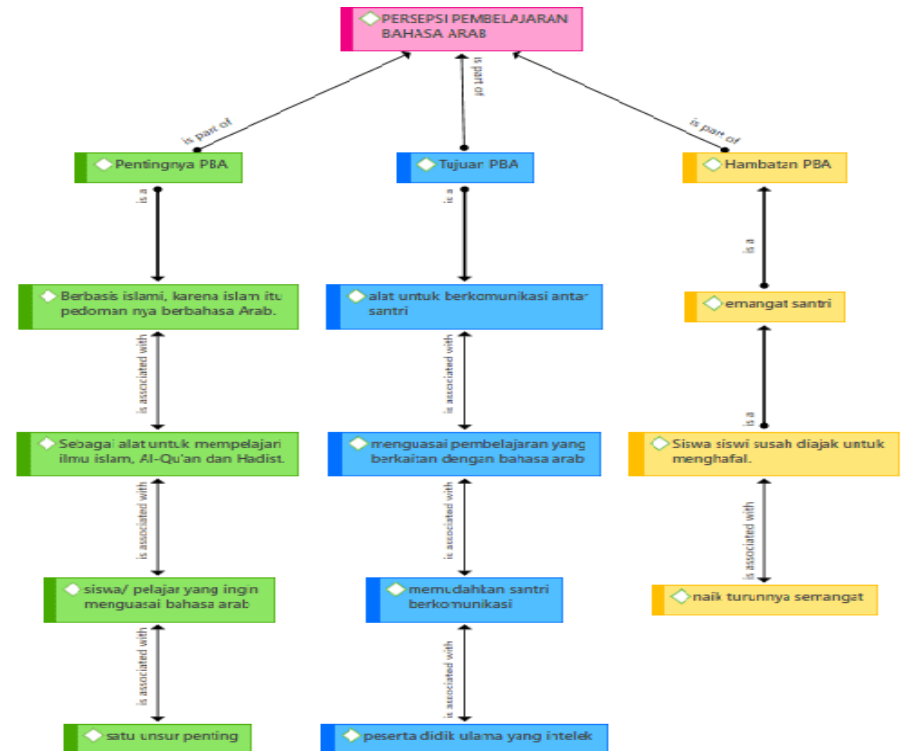 PERSEPSI PEMBELAJARAN
BAHASA ARAB
is part of
is part of
is part of
Pentingnya PBA
Tujuan PBA
Hambatan PBA
is a
is a
is a
Berbasis islami, karena islam itu
pedoman nya berbahasa Arab.
alat untuk berkomunikasi antar
santri
emangat santri
is associated with
is associated with
is a
Sebagai alat untuk mempelajari
ilmu islam, Al-Qu'an dan Hadist.
menguasai pembelajaran yang
berkaitan dengan bahasa arab
Siswa siswi susah diajak untuk
menghafal.
is associated with
is associated with
is associated with
siswa/ pelajar yang ingin
menguasai bahasa arab
memudahkan santri
berkomunikasi
naik turunnya semangat
is associated with
is associated with
satu unsur penting
peserta didik ulama yang intelek